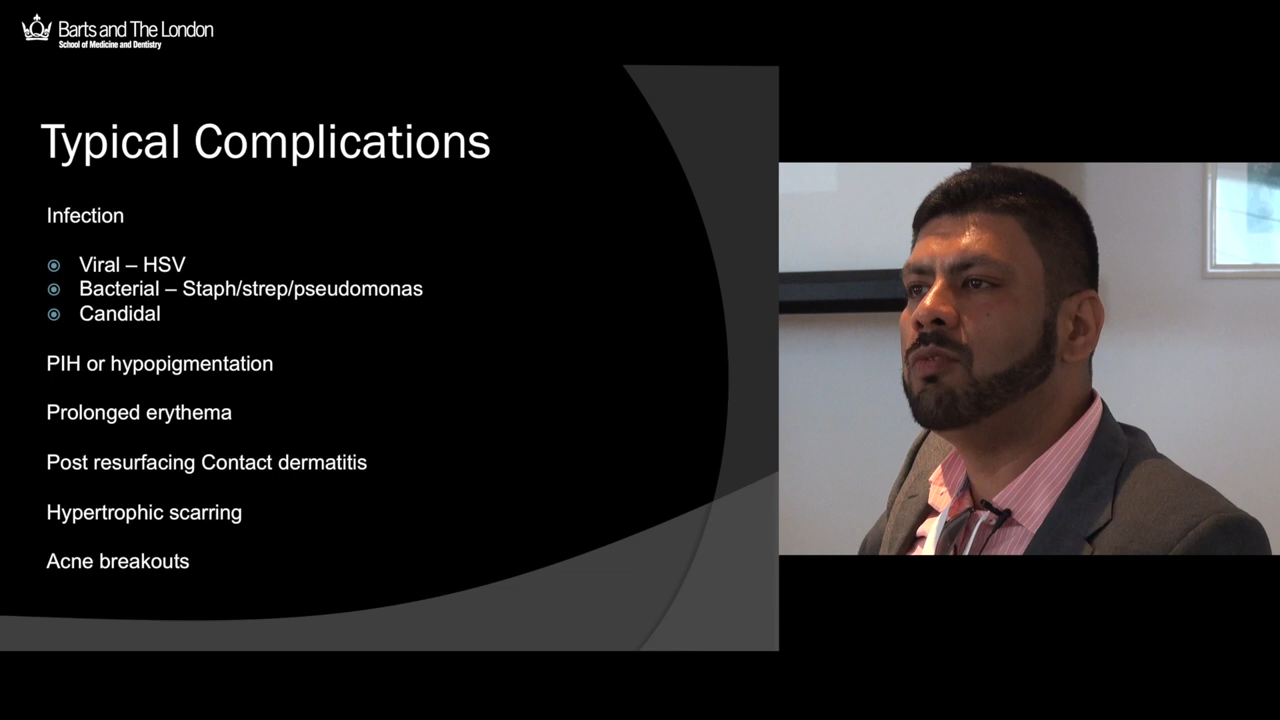 Barts and The London
School of Medicine and Dentistry
Typical Complications
Infection
Viral – HSV
Bacterial – Staph/strep/pseudomonas
Candidal
PIH or hypopigmentation
Prolonged erythema
Post resurfacing Contact dermatitis
Hypertrophic scarring
Acne breakouts